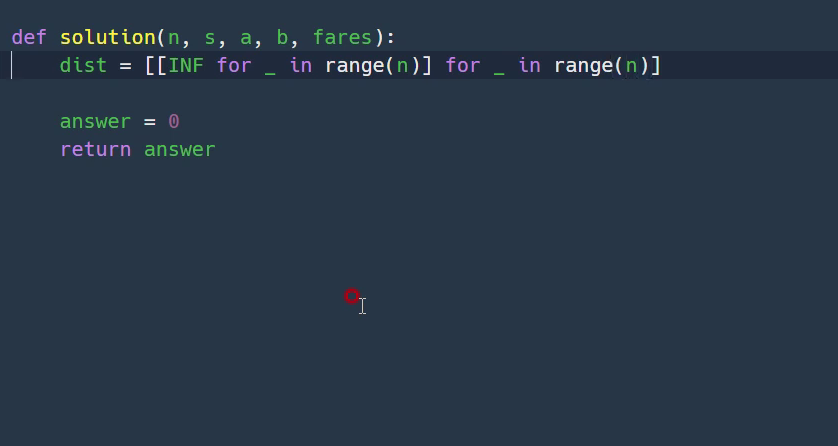 def solution(n, s, a, b, fares):
    dist = [[INF for _ in range(n)] for _ in range(n)]
    answer = 0
    return answer